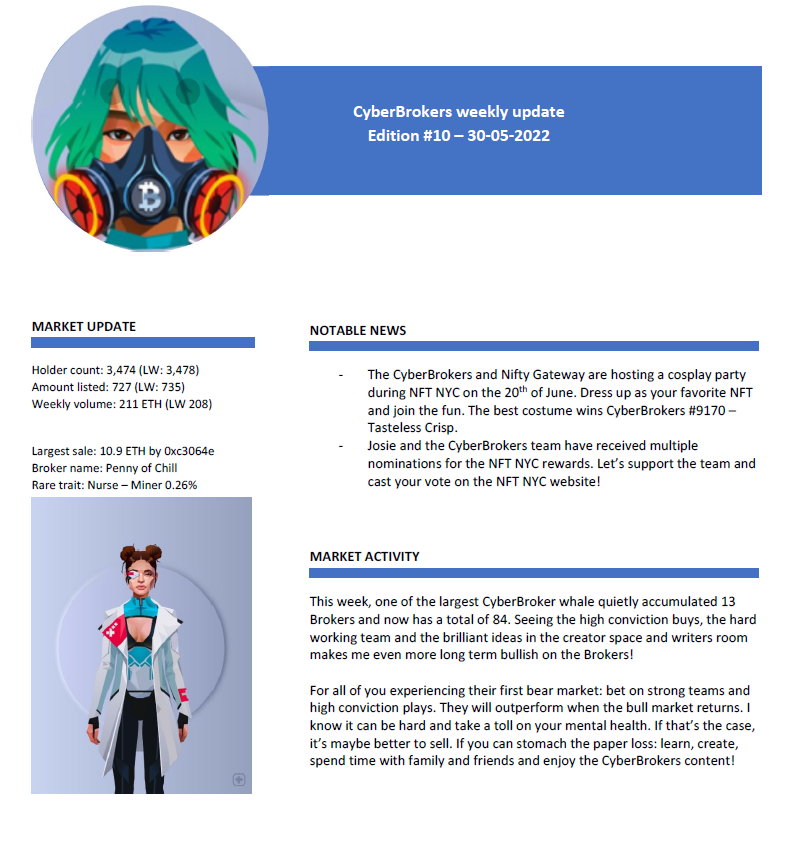 CyberBrokers weekly update
Edition #10 – 30-05-2022
MARKET UPDATE
Holder count: 3,474 (LW: 3,478)
Amount listed: 727 (LW: 735)
Weekly volume: 211 ETH (LW 208)
Largest sale: 10.9 ETH by 0xc3064e
Broker name: Penny of Chill
Rare trait: Nurse – Miner 0.26%
NOTABLE NEWS
- The CyberBrokers and Nifty Gateway are hosting a cosplay party
during NFT NYC on the 20th of June. Dress up as your favorite NFT
and join the fun. The best costume wins CyberBrokers #9170 –
Tasteless Crisp.
- Josie and the CyberBrokers team have received multiple
nominations for the NFT NYC rewards. Let's support the team and
cast your vote on the NFT NYC website!
MARKET ACTIVITY
This week, one of the largest CyberBroker whale quietly accumulated 13
Brokers and now has a total of 84. Seeing the high conviction buys, the hard
working team and the brilliant ideas in the creator space and writers room
makes me even more long term bullish on the Brokers!
For all of you experiencing their first bear market: bet on strong teams and
high conviction plays. They will outperform when the bull market returns. I
know it can be hard and take a toll on your mental health. If that's the case,
it's maybe better to sell. If you can stomach the paper loss: learn, create,
spend time with family and friends and enjoy the CyberBrokers content!